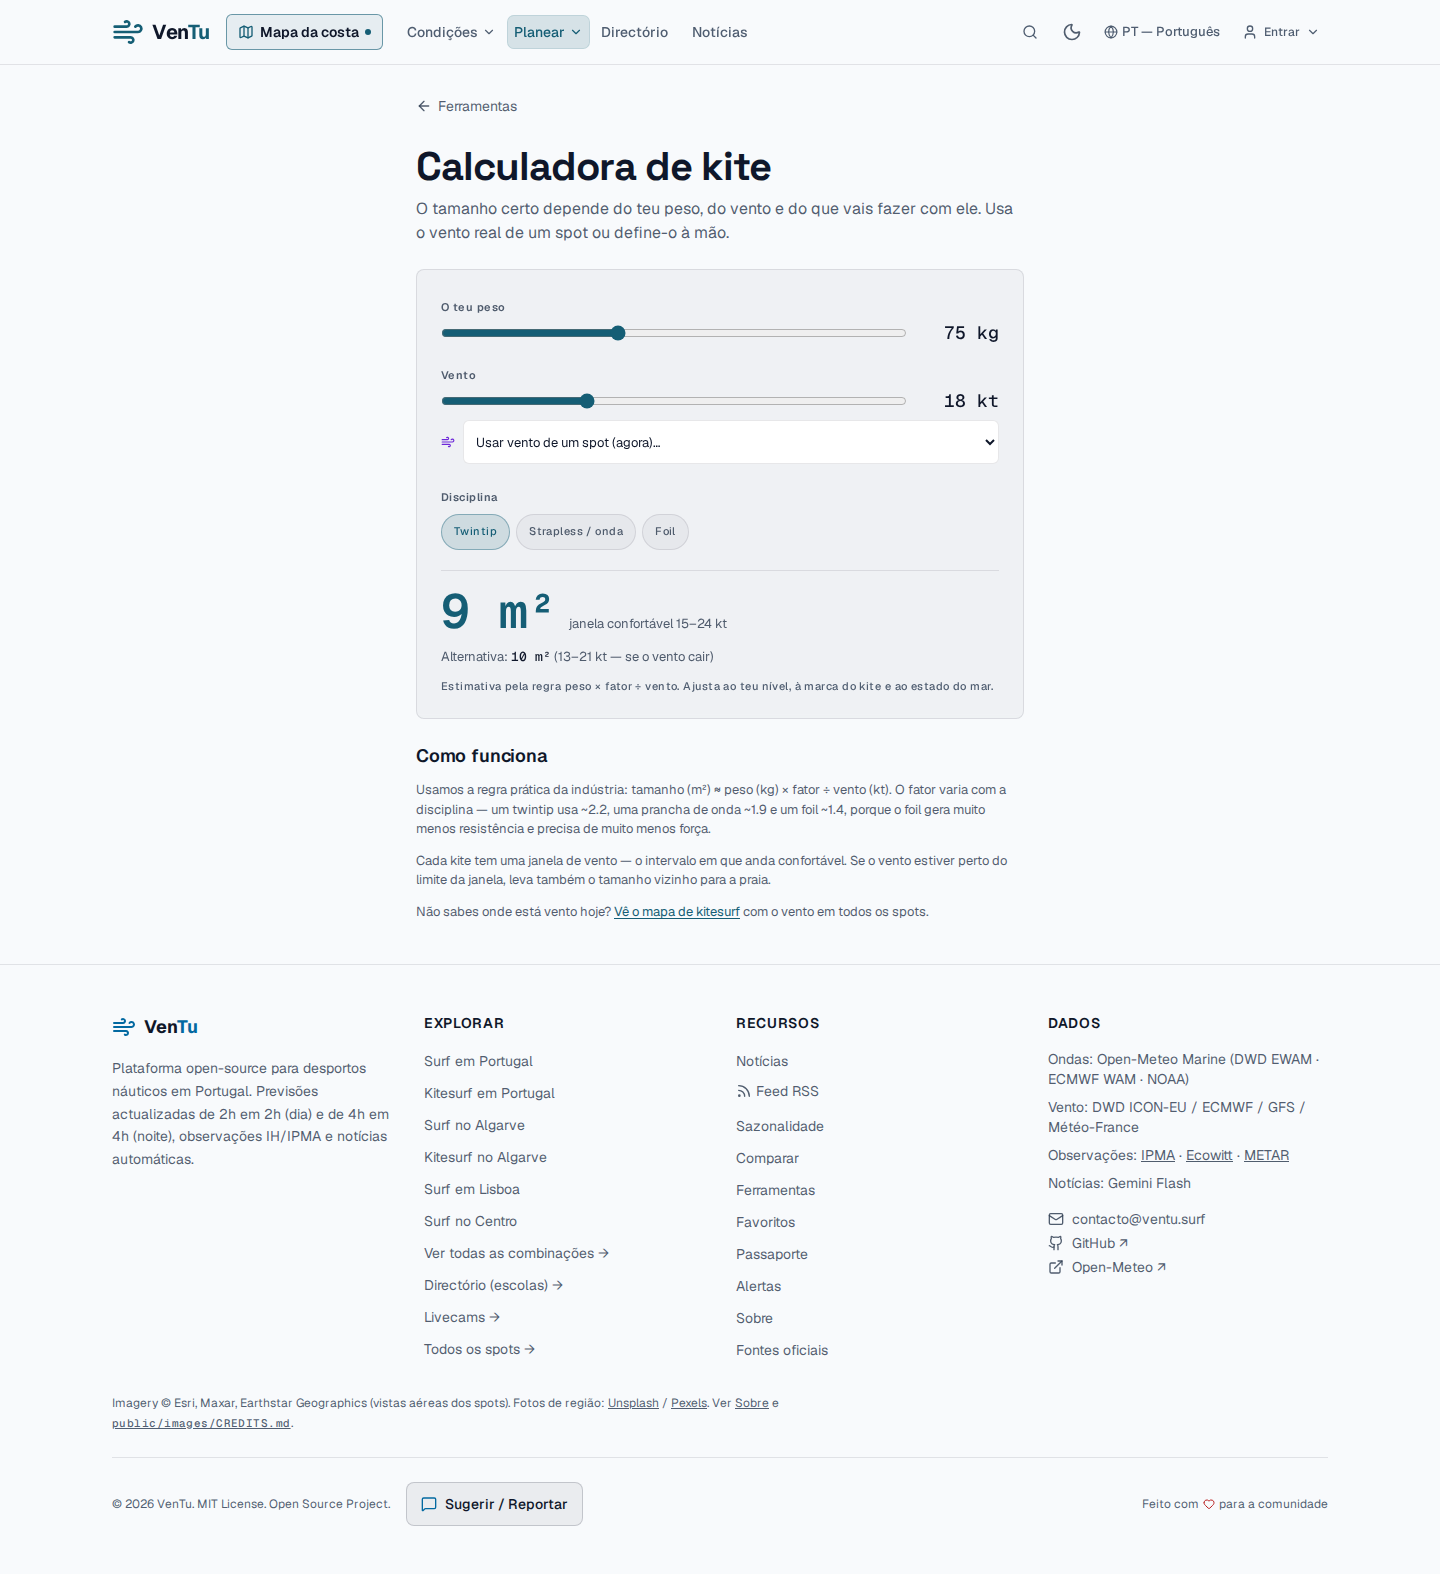 VenTu
Mapa da costa
Condições
Planear
Directório
Notícias
PT — Português
Entrar
Ferramentas
Calculadora de kite
O tamanho certo depende do teu peso, do vento e do que vais fazer com ele. Usa
o vento real de um spot ou define-o à mão.
O teu peso
75 kg
Vento
18 kt
Usar vento de um spot (agora)…
Disciplina
Twintip
Strapless / onda
Foil
9 m² janela confortável 15–24 kt
Alternativa: 10 m² (13–21 kt — se o vento cair)
Estimativa pela regra peso × fator ÷ vento. Ajusta ao teu nível, à marca do kite e ao estado do mar.
Como funciona
Usamos a regra prática da indústria: tamanho (m²) ≈ peso (kg) × fator ÷ vento (kt). O fator varia com a
disciplina — um twintip usa ~2.2, uma prancha de onda ~1.9 e um foil ~1.4, porque o foil gera muito
menos resistência e precisa de muito menos força.
Cada kite tem uma janela de vento — o intervalo em que anda confortável. Se o vento estiver perto do
limite da janela, leva também o tamanho vizinho para a praia.
Não sabes onde está vento hoje? Vê o mapa de kitesurf com o vento em todos os spots.
VenTu
Plataforma open-source para desportos
náuticos em Portugal. Previsões
actualizadas de 2h em 2h (dia) e de 4h em
4h (noite), observações IH/IPMA e notícias
automáticas.
EXPLORAR
Surf em Portugal
Kitesurf em Portugal
Surf no Algarve
Kitesurf no Algarve
Surf em Lisboa
Surf no Centro
Ver todas as combinações →
Directório (escolas) →
Livecams →
Todos os spots →
RECURSOS
Notícias
Feed RSS
Sazonalidade
Comparar
Ferramentas
Favoritos
Passaporte
Alertas
Sobre
Fontes oficiais
DADOS
Ondas: Open-Meteo Marine (DWD EWAM ·
ECMWF WAM · NOAA)
Vento: DWD ICON-EU / ECMWF / GFS /
Météo-France
Observações: IPMA · Ecowitt · METAR
Notícias: Gemini Flash
contacto@ventu.surf
GitHub ↗
Open-Meteo ↗
Imagery © Esri, Maxar, Earthstar Geographics (vistas aéreas dos spots). Fotos de região: Unsplash / Pexels. Ver Sobre e
public/images/CREDITS.md.
© 2026 VenTu. MIT License. Open Source Project.
Sugerir / Reportar
Feito com ♡ para a comunidade